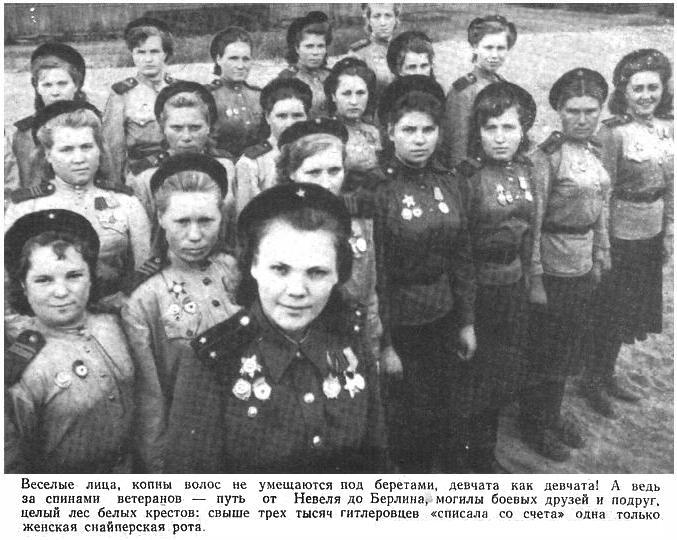 Веселые лица, копны волос не умещаются под беретами, девчата как девчата! А ведь
за спинами ветеранов — путь от Невеля до Берлина, могилы боевых друзей и подруг,
целый лес белых крестов: свыше трех тысяч гитлеровцев «списала со счета» одна только
женская снайперская рота.